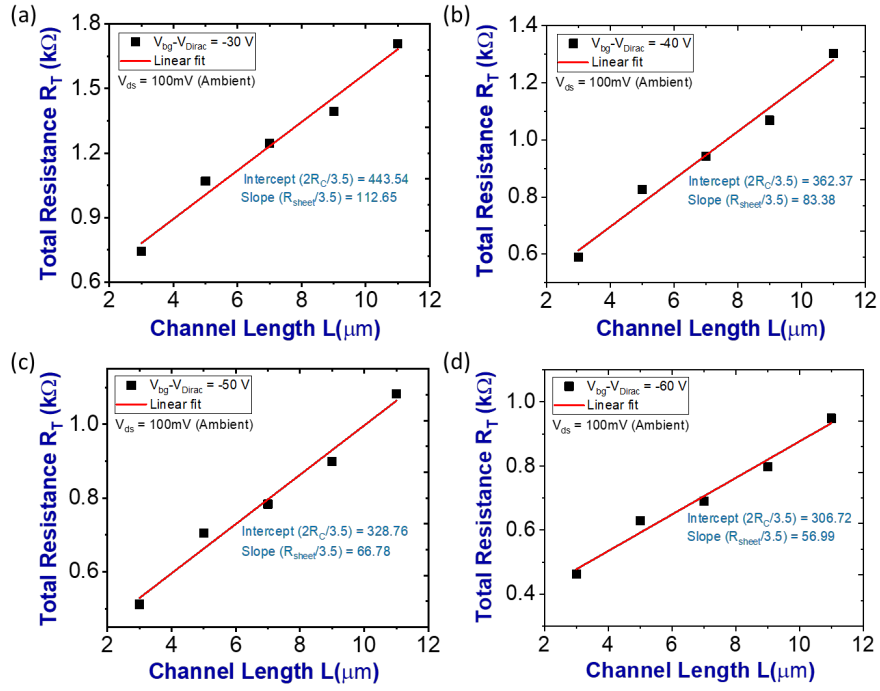 (a)
Total Resistance R_T (kΩ)
1.8
1.5
1.2
0.9
0.6
V_bg-V_Dirac = -30 V
Linear fit
V_ds = 100mV (Ambient)
Intercept (2R_C/3.5) = 443.54
Slope (R_sheet/3.5) = 112.65
2 4 6 8 10 12
Channel Length L(μm)
(b)
Total Resistance R_T (kΩ)
1.4
1.2
1.0
0.8
0.6
V_bg-V_Dirac = -40 V
Linear fit
V_ds = 100mV (Ambient)
Intercept (2R_C/3.5) = 362.37
Slope (R_sheet/3.5) = 83.38
2 4 6 8 10 12
Channel Length L(μm)
(c)
Total Resistance R_T (kΩ)
1.0
0.8
0.6
V_bg-V_Dirac = -50 V
Linear fit
V_ds = 100mV (Ambient)
Intercept (2R_C/3.5) = 328.76
Slope (R_sheet/3.5) = 66.78
2 4 6 8 10 12
Channel Length L(μm)
(d)
Total Resistance R_T (kΩ)
1.0
0.8
0.6
0.4
V_bg-V_Dirac = -60 V
Linear fit
V_ds = 100mV (Ambient)
Intercept (2R_C/3.5) = 306.72
Slope (R_sheet/3.5) = 56.99
2 4 6 8 10 12
Channel Length L(μm)